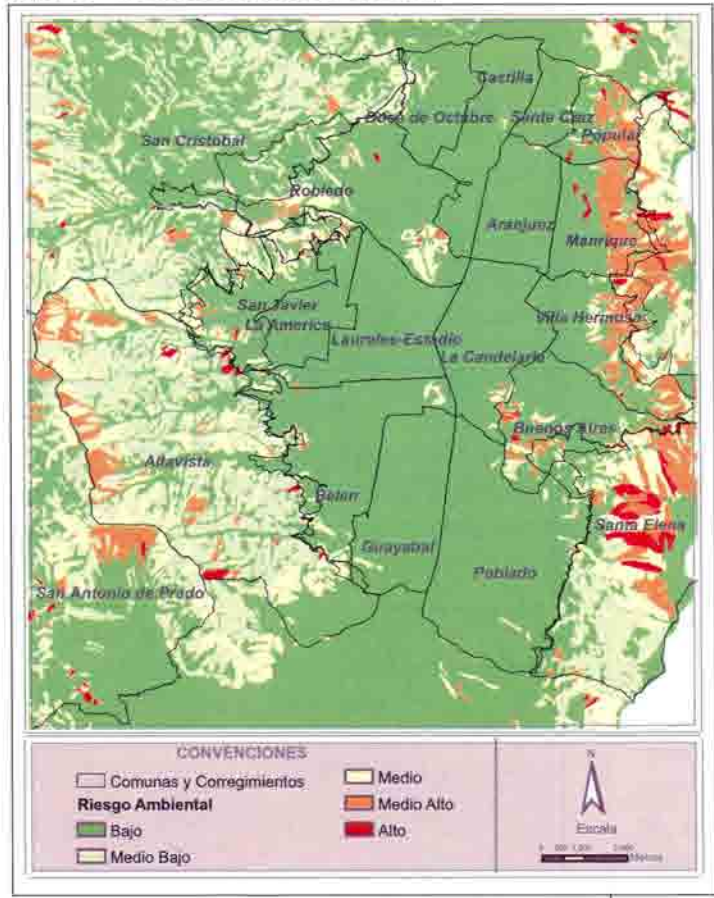 Castilla
Doce de Octubre
Santa Cruz
Popular
San Cristobal
Robledo
Aranjuez
Manrique
San Javier
La America
Villa Hermosa
Laureles-Estadio
La Candelaria
Buenos Aires
Altavista
Belen
Santa Elena
Guayabal
Poblado
San Antonio de Prado
CONVENCIONES
Comunas y Corregimientos
Riesgo Ambiental
Bajo
Medio Bajo
Medio
Medio Alto
Alto
N
Escala
Metros